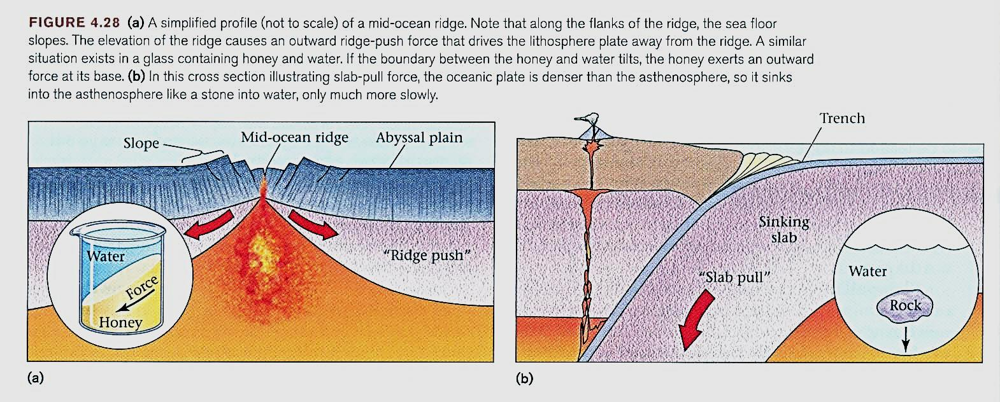 FIGURE 4.28 (a) A simplified profile (not to scale) of a mid-ocean ridge. Note that along the flanks of the ridge, the sea floor
slopes. The elevation of the ridge causes an outward ridge-push force that drives the lithosphere plate away from the ridge. A similar
situation exists in a glass containing honey and water. If the boundary between the honey and water tilts, the honey exerts an outward
force at its base. (b) In this cross section illustrating slab-pull force, the oceanic plate is denser than the asthenosphere, so it sinks
into the asthenosphere like a stone into water, only much more slowly.
Slope
Mid-ocean ridge
Abyssal plain
"Ridge push"
Water
Force
Honey
(a)
Trench
Sinking
slab
"Slab pull"
Water
Rock
(b)